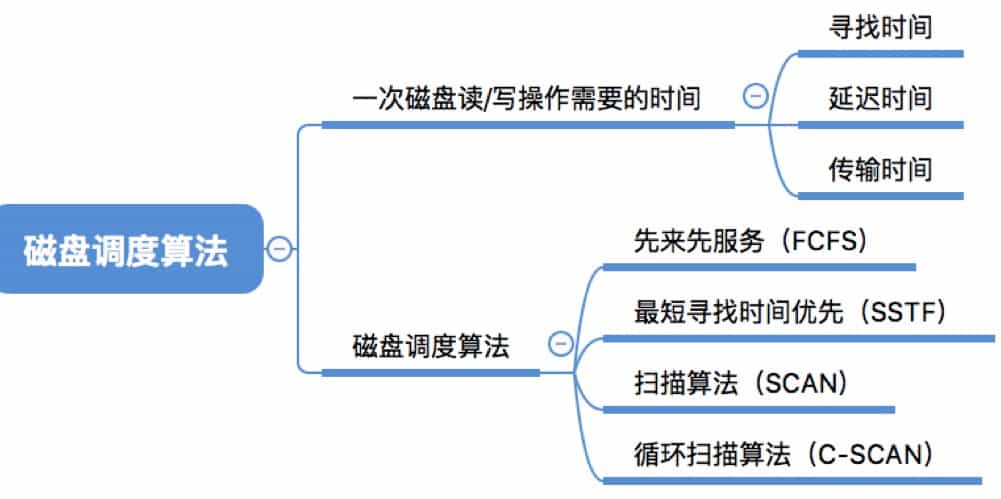 磁盘调度算法
一次磁盘读/写操作需要的时间
寻找时间
延迟时间
传输时间
磁盘调度算法
先来先服务（FCFS）
最短寻找时间优先（SSTF）
扫描算法（SCAN）
循环扫描算法（C-SCAN）